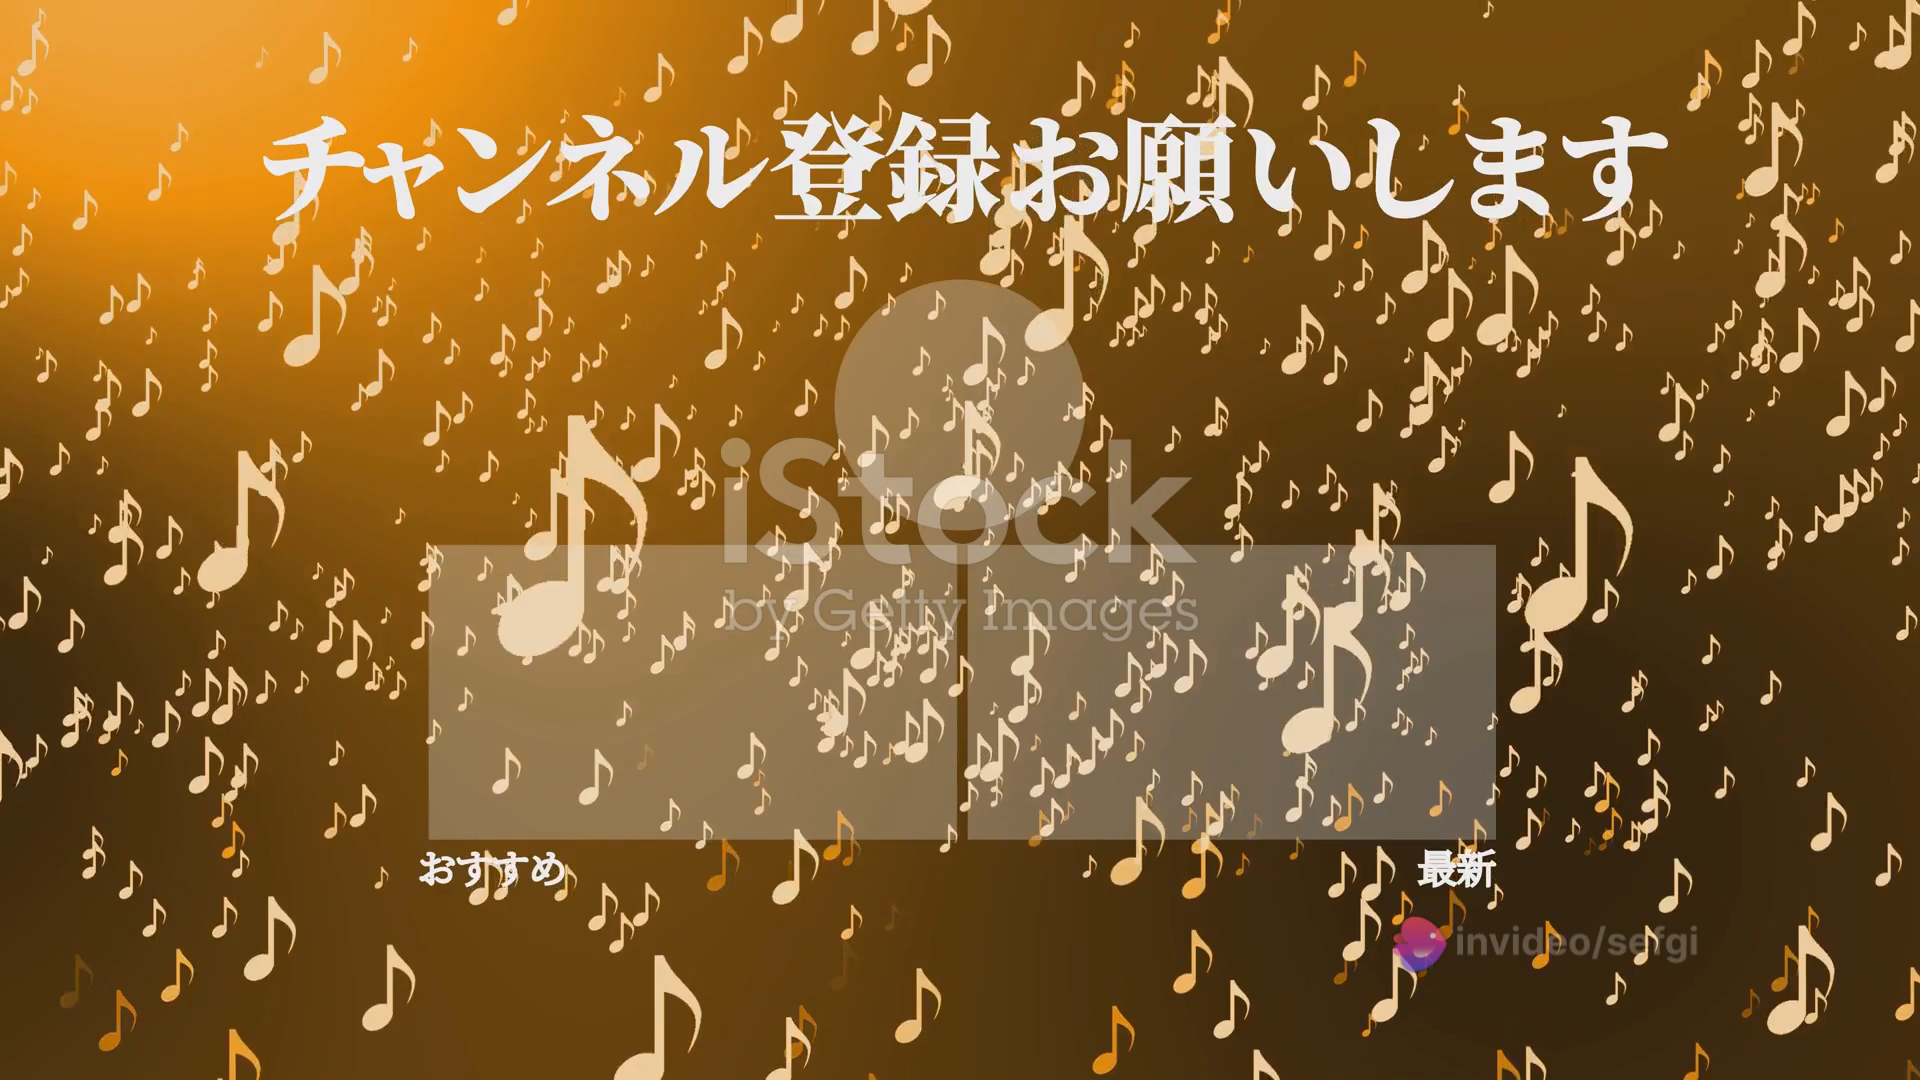 チャンネル登録お願いします
iStock
by Getty Images
おすすめ
最新
invideo/sefgi